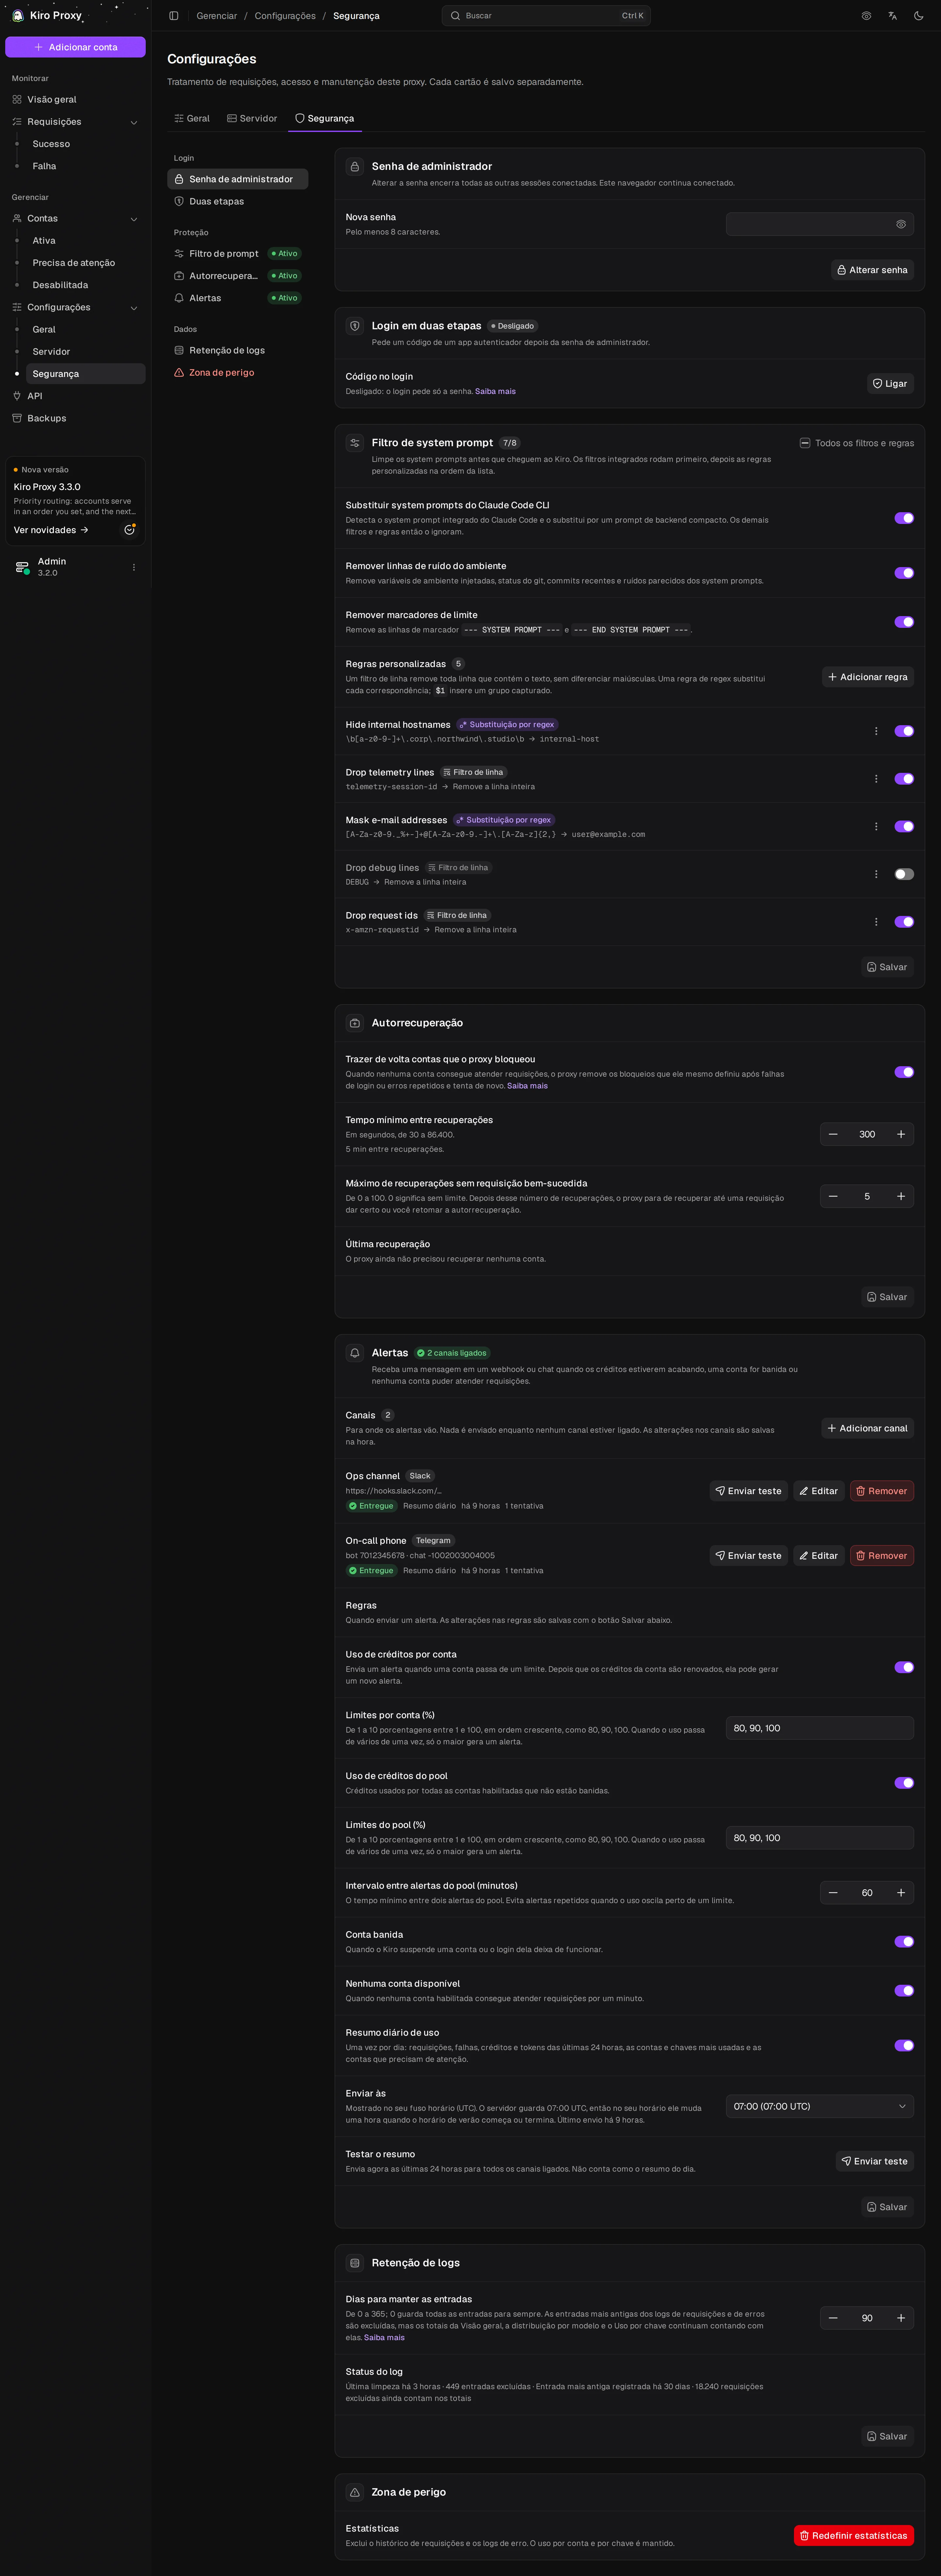 Kiro Proxy
Adicionar conta
Monitorar
Visão geral
Requisições
Sucesso
Falha
Gerenciar
Contas
Ativa
Precisa de atenção
Desabilitada
Configurações
Geral
Servidor
Segurança
API
Backups
Nova versão
Kiro Proxy 3.3.0
Priority routing: accounts serve
in an order you set, and the next…
Ver novidades →
Admin
3.2.0
Gerenciar / Configurações / Segurança
Buscar Ctrl K
Configurações
Tratamento de requisições, acesso e manutenção deste proxy. Cada cartão é salvo separadamente.
Geral Servidor Segurança
Login
Senha de administrador
Duas etapas
Proteção
Filtro de prompt Ativo
Autorrecupera… Ativo
Alertas Ativo
Dados
Retenção de logs
Zona de perigo
Senha de administrador
Alterar a senha encerra todas as outras sessões conectadas. Este navegador continua conectado.
Nova senha
Pelo menos 8 caracteres.
Alterar senha
Login em duas etapas Desligado
Pede um código de um app autenticador depois da senha de administrador.
Código no login
Desligado: o login pede só a senha. Saiba mais
Ligar
Filtro de system prompt 7/8
Limpe os system prompts antes que cheguem ao Kiro. Os filtros integrados rodam primeiro, depois as regras
personalizadas na ordem da lista.
Todos os filtros e regras
Substituir system prompts do Claude Code CLI
Detecta o system prompt integrado do Claude Code e o substitui por um prompt de backend compacto. Os demais
filtros e regras então o ignoram.
Remover linhas de ruído do ambiente
Remove variáveis de ambiente injetadas, status do git, commits recentes e ruídos parecidos dos system prompts.
Remover marcadores de limite
Remove as linhas de marcador --- SYSTEM PROMPT --- e --- END SYSTEM PROMPT ---.
Regras personalizadas 5
Um filtro de linha remove toda linha que contém o texto, sem diferenciar maiúsculas. Uma regra de regex substitui
cada correspondência; $1 insere um grupo capturado.
Adicionar regra
Hide internal hostnames Substituição por regex
\b[a-z0-9-]+\.corp\.northwind\.studio\b → internal-host
Drop telemetry lines Filtro de linha
telemetry-session-id → Remove a linha inteira
Mask e-mail addresses Substituição por regex
[A-Za-z0-9._%+-]+@[A-Za-z0-9.-]+\.[A-Za-z]{2,} → user@example.com
Drop debug lines Filtro de linha
DEBUG → Remove a linha inteira
Drop request ids Filtro de linha
x-amzn-requestid → Remove a linha inteira
Salvar
Autorrecuperação
Trazer de volta contas que o proxy bloqueou
Quando nenhuma conta consegue atender requisições, o proxy remove os bloqueios que ele mesmo definiu após falhas
de login ou erros repetidos e tenta de novo. Saiba mais
Tempo mínimo entre recuperações
Em segundos, de 30 a 86.400.
5 min entre recuperações.
300
Máximo de recuperações sem requisição bem-sucedida
De 0 a 100. 0 significa sem limite. Depois desse número de recuperações, o proxy para de recuperar até uma requisição
dar certo ou você retomar a autorrecuperação.
5
Última recuperação
O proxy ainda não precisou recuperar nenhuma conta.
Salvar
Alertas 2 canais ligados
Receba uma mensagem em um webhook ou chat quando os créditos estiverem acabando, uma conta for banida ou
nenhuma conta puder atender requisições.
Canais 2
Para onde os alertas vão. Nada é enviado enquanto nenhum canal estiver ligado. As alterações nos canais são salvas
na hora.
Adicionar canal
Ops channel Slack
https://hooks.slack.com/…
Entregue Resumo diário há 9 horas 1 tentativa
Enviar teste Editar Remover
On-call phone Telegram
bot 7012345678 · chat -1002003004005
Entregue Resumo diário há 9 horas 1 tentativa
Enviar teste Editar Remover
Regras
Quando enviar um alerta. As alterações nas regras são salvas com o botão Salvar abaixo.
Uso de créditos por conta
Envia um alerta quando uma conta passa de um limite. Depois que os créditos da conta são renovados, ela pode gerar
um novo alerta.
Limites por conta (%)
De 1 a 10 porcentagens entre 1 e 100, em ordem crescente, como 80, 90, 100. Quando o uso passa
de vários de uma vez, só o maior gera um alerta.
80, 90, 100
Uso de créditos do pool
Créditos usados por todas as contas habilitadas que não estão banidas.
Limites do pool (%)
De 1 a 10 porcentagens entre 1 e 100, em ordem crescente, como 80, 90, 100. Quando o uso passa
de vários de uma vez, só o maior gera um alerta.
80, 90, 100
Intervalo entre alertas do pool (minutos)
O tempo mínimo entre dois alertas do pool. Evita alertas repetidos quando o uso oscila perto de um limite.
60
Conta banida
Quando o Kiro suspende uma conta ou o login dela deixa de funcionar.
Nenhuma conta disponível
Quando nenhuma conta habilitada consegue atender requisições por um minuto.
Resumo diário de uso
Uma vez por dia: requisições, falhas, créditos e tokens das últimas 24 horas, as contas e chaves mais usadas e as
contas que precisam de atenção.
Enviar às
Mostrado no seu fuso horário (UTC). O servidor guarda 07:00 UTC, então no seu horário ele muda
uma hora quando o horário de verão começa ou termina. Último envio há 9 horas.
07:00 (07:00 UTC)
Testar o resumo
Envia agora as últimas 24 horas para todos os canais ligados. Não conta como o resumo do dia.
Enviar teste
Salvar
Retenção de logs
Dias para manter as entradas
De 0 a 365; 0 guarda todas as entradas para sempre. As entradas mais antigas dos logs de requisições e de erros
são excluídas, mas os totais da Visão geral, a distribuição por modelo e o Uso por chave continuam contando com
elas. Saiba mais
90
Status do log
Última limpeza há 3 horas · 449 entradas excluídas · Entrada mais antiga registrada há 30 dias · 18.240 requisições
excluídas ainda contam nos totais
Salvar
Zona de perigo
Estatísticas
Exclui o histórico de requisições e os logs de erro. O uso por conta e por chave é mantido.
Redefinir estatísticas